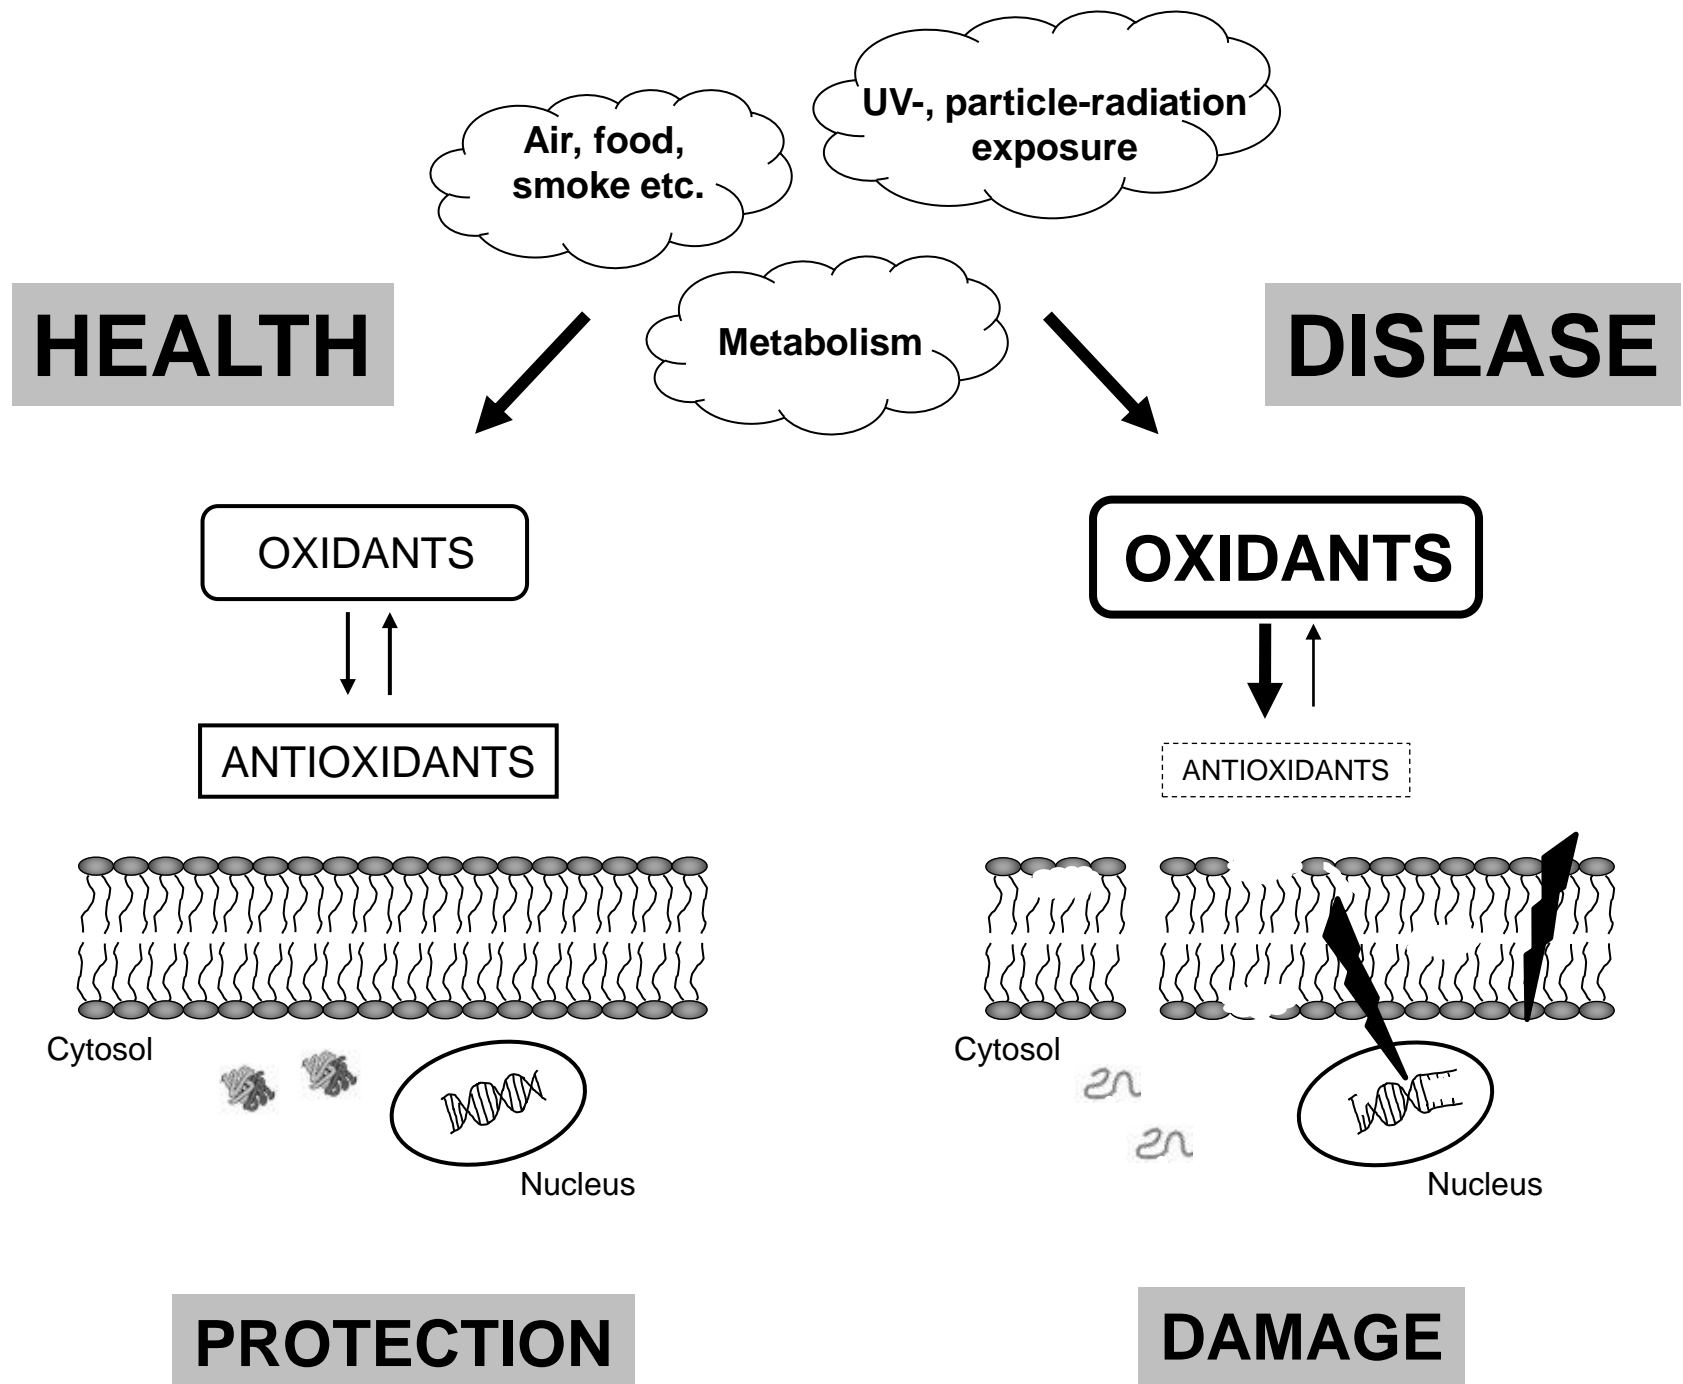 UV-, particle-radiation
exposure
Air, food,
smoke etc.
Metabolism
HEALTH
DISEASE
OXIDANTS
OXIDANTS
ANTIOXIDANTS
ANTIOXIDANTS
Cytosol
Cytosol
Nucleus
Nucleus
PROTECTION
DAMAGE